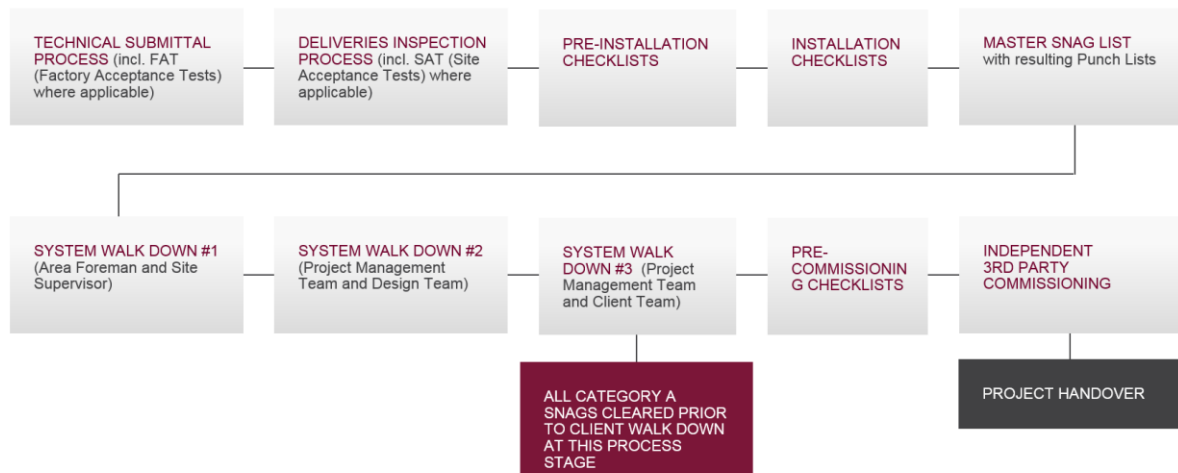 TECHNICAL SUBMITTAL
PROCESS (incl. FAT
(Factory Acceptance Tests)
where applicable)
DELIVERIES INSPECTION
PROCESS (incl. SAT (Site
Acceptance Tests) where
applicable)
PRE-INSTALLATION
CHECKLISTS
INSTALLATION
CHECKLISTS
MASTER SNAG LIST
with resulting Punch Lists
SYSTEM WALK DOWN #1
(Area Foreman and Site
Supervisor)
SYSTEM WALK DOWN #2
(Project Management
Team and Design Team)
SYSTEM WALK
DOWN #3 (Project
Management Team
and Client Team)
PRE-
COMMISSIONIN
G CHECKLISTS
INDEPENDENT
3RD PARTY
COMMISSIONING
ALL CATEGORY A
SNAGS CLEARED PRIOR
TO CLIENT WALK DOWN
AT THIS PROCESS
STAGE
PROJECT HANDOVER